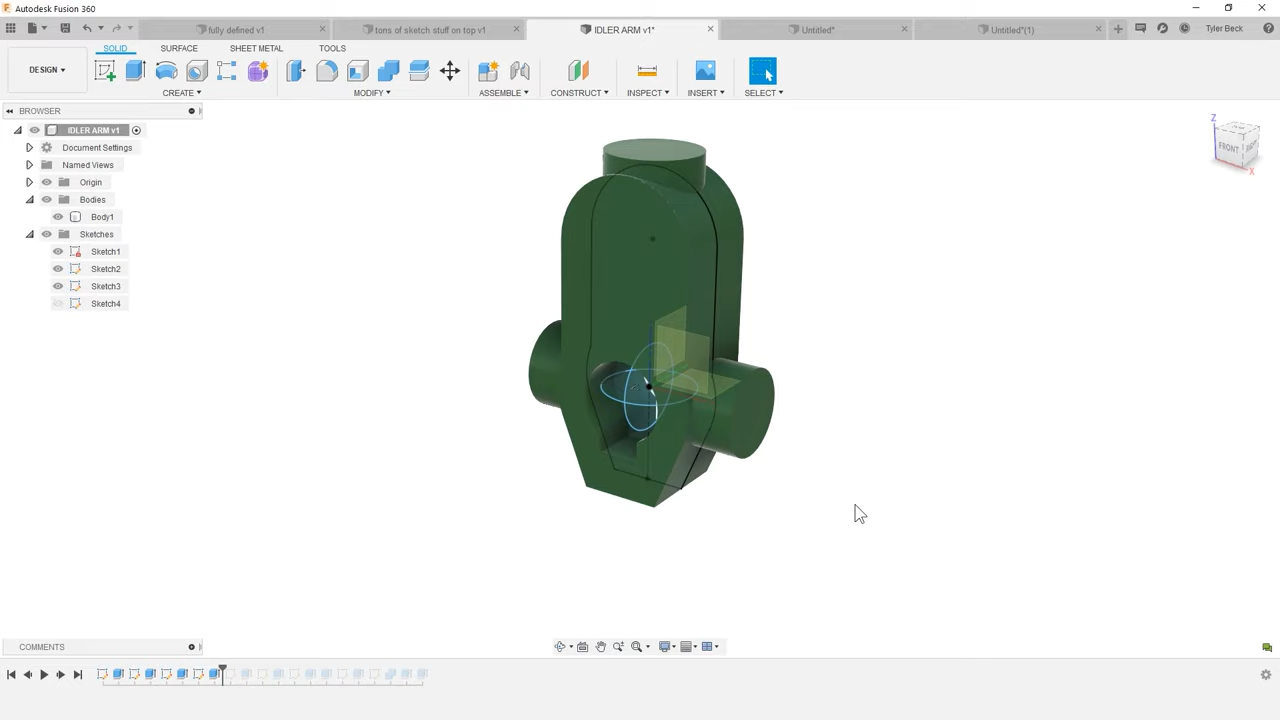 Autodesk Fusion 360
fully defined v1
tons of sketch stuff on top v1
IDLER ARM v1*
Untitled*
Untitled*(1)
Tyler Beck
SOLID
SURFACE
SHEET METAL
TOOLS
DESIGN
CREATE
MODIFY
ASSEMBLE
CONSTRUCT
INSPECT
INSERT
SELECT
BROWSER
IDLER ARM v1
Document Settings
Named Views
Origin
Bodies
Body1
Sketches
Sketch1
Sketch2
Sketch3
Sketch4
Z
FRONT
X
COMMENTS